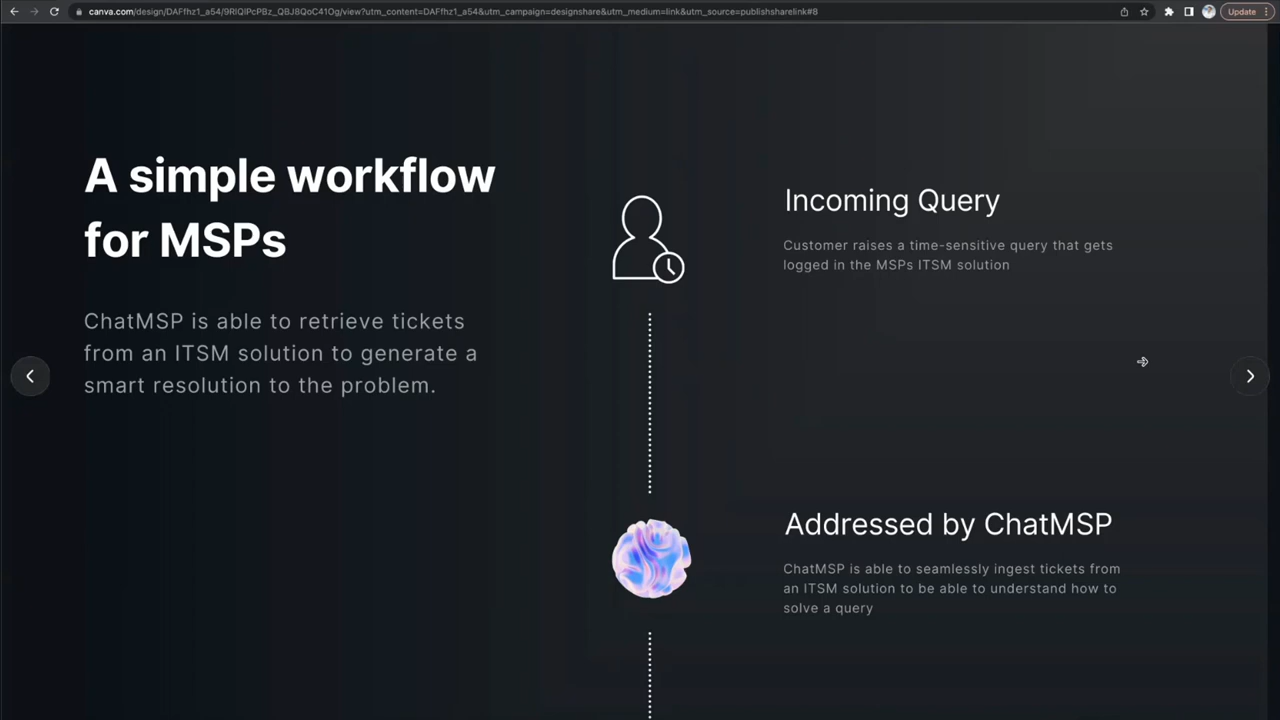 canva.com/design/DAFfhz1_a54/9RIQlPcPBz_QBJ8QoC41Og/view?utm_content=DAFfhz1_a54&utm_campaign=designshare&utm_medium=link&utm_source=publishsharelink#8
Update
A simple workflow
for MSPs
ChatMSP is able to retrieve tickets
from an ITSM solution to generate a
smart resolution to the problem.
Incoming Query
Customer raises a time-sensitive query that gets
logged in the MSPs ITSM solution
Addressed by ChatMSP
ChatMSP is able to seamlessly ingest tickets from
an ITSM solution to be able to understand how to
solve a query